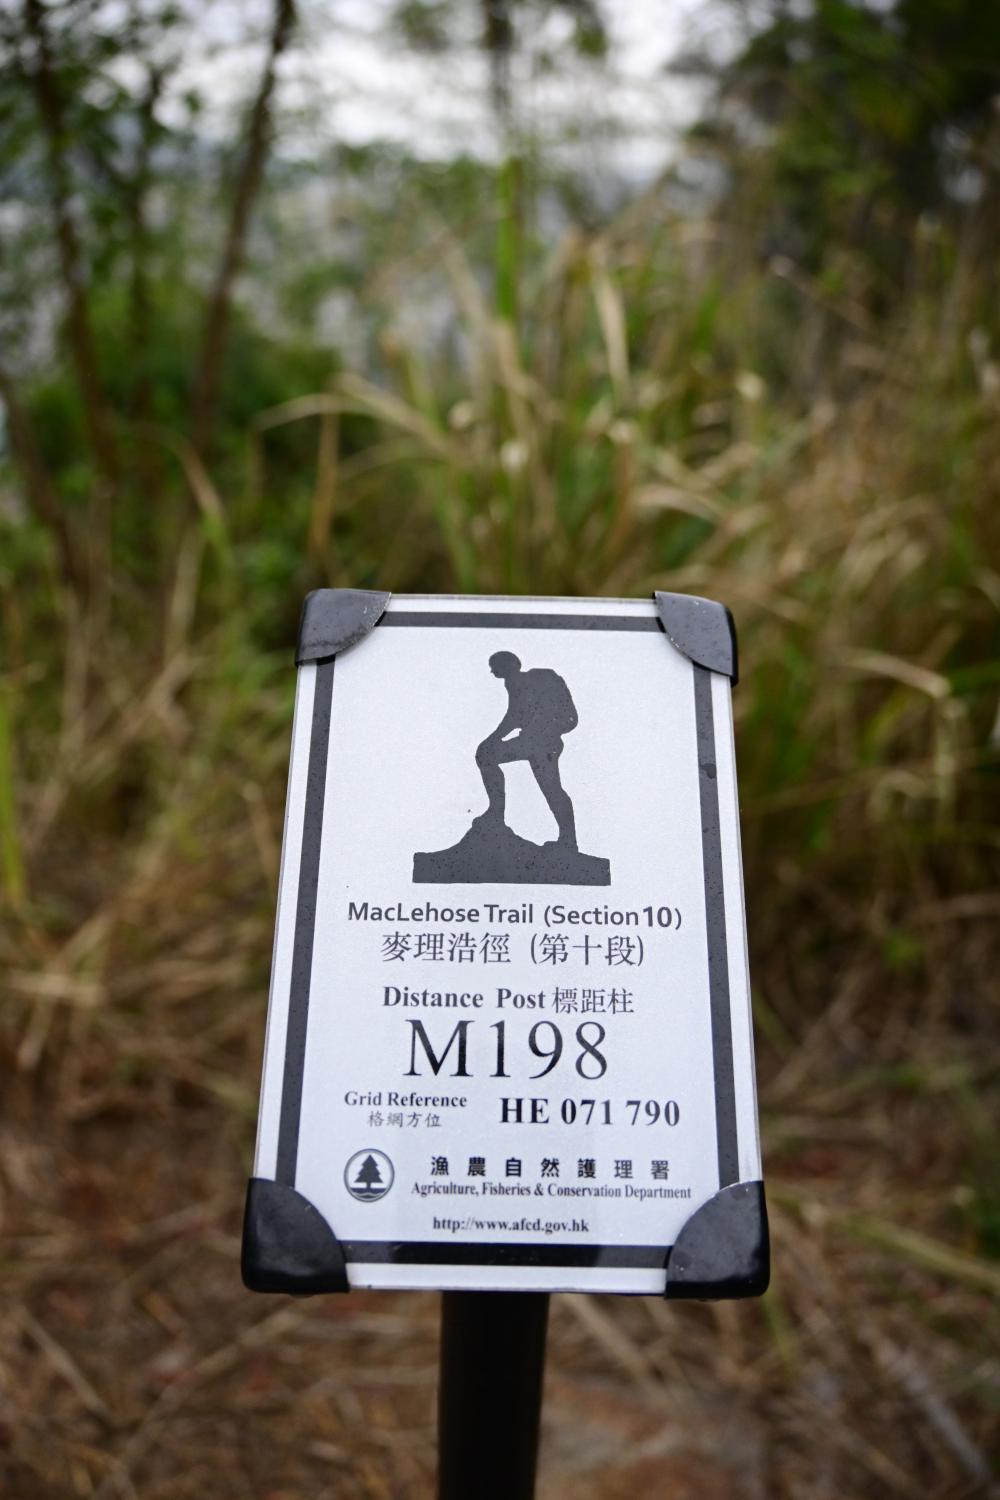 MacLehose Trail (Section 10)
麥理浩徑 (第十段)
Distance Post 標距柱
M198
Grid Reference HE 071 790
格網方位
漁農自然護理署
Agriculture, Fisheries & Conservation Department
http://www.afcd.gov.hk